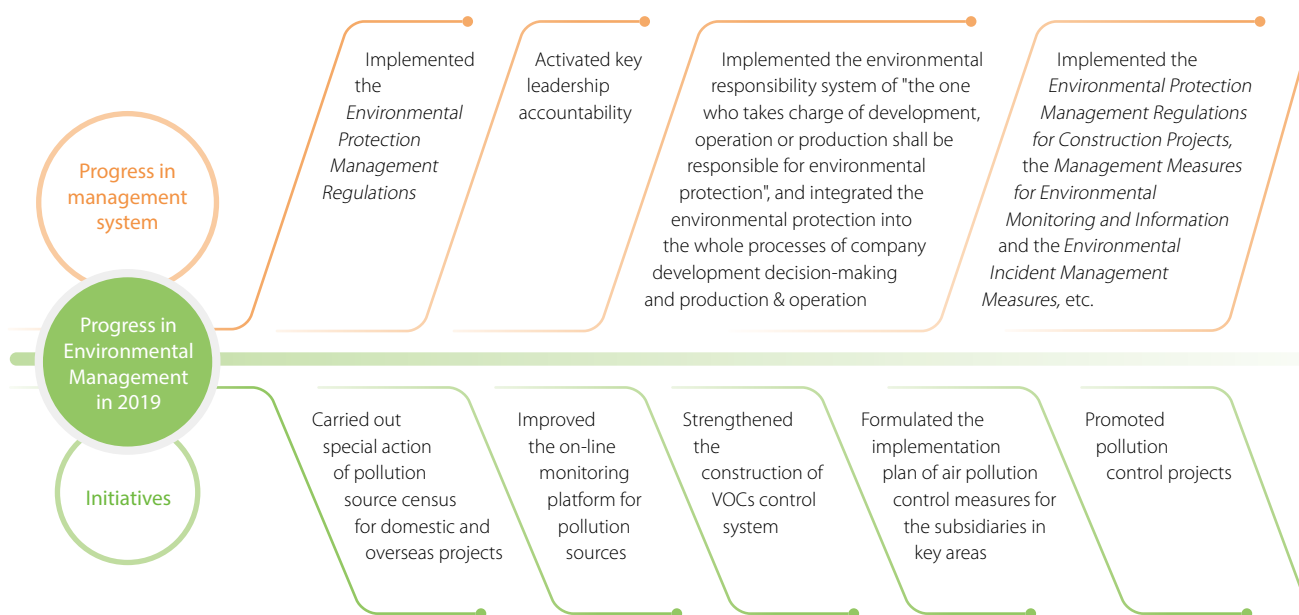 Progress in
management
system
Implemented
the
Environmental
Protection
Management
Regulations
Activated key
leadership
accountability
Implemented the environmental
responsibility system of "the one
who takes charge of development,
operation or production shall be
responsible for environmental
protection", and integrated the
environmental protection into
the whole processes of company
development decision-making
and production & operation
Implemented the
Environmental Protection
Management Regulations
for Construction Projects,
the Management Measures
for Environmental
Monitoring and Information
and the Environmental
Incident Management
Measures, etc.
Progress in
Environmental
Management
in 2019
Initiatives
Carried out
special action
of pollution
source census
for domestic and
overseas projects
Improved
the on-line
monitoring
platform for
pollution
sources
Strengthened
the
construction of
VOCs control
system
Formulated the
implementation
plan of air pollution
control measures for
the subsidiaries in
key areas
Promoted
pollution
control projects